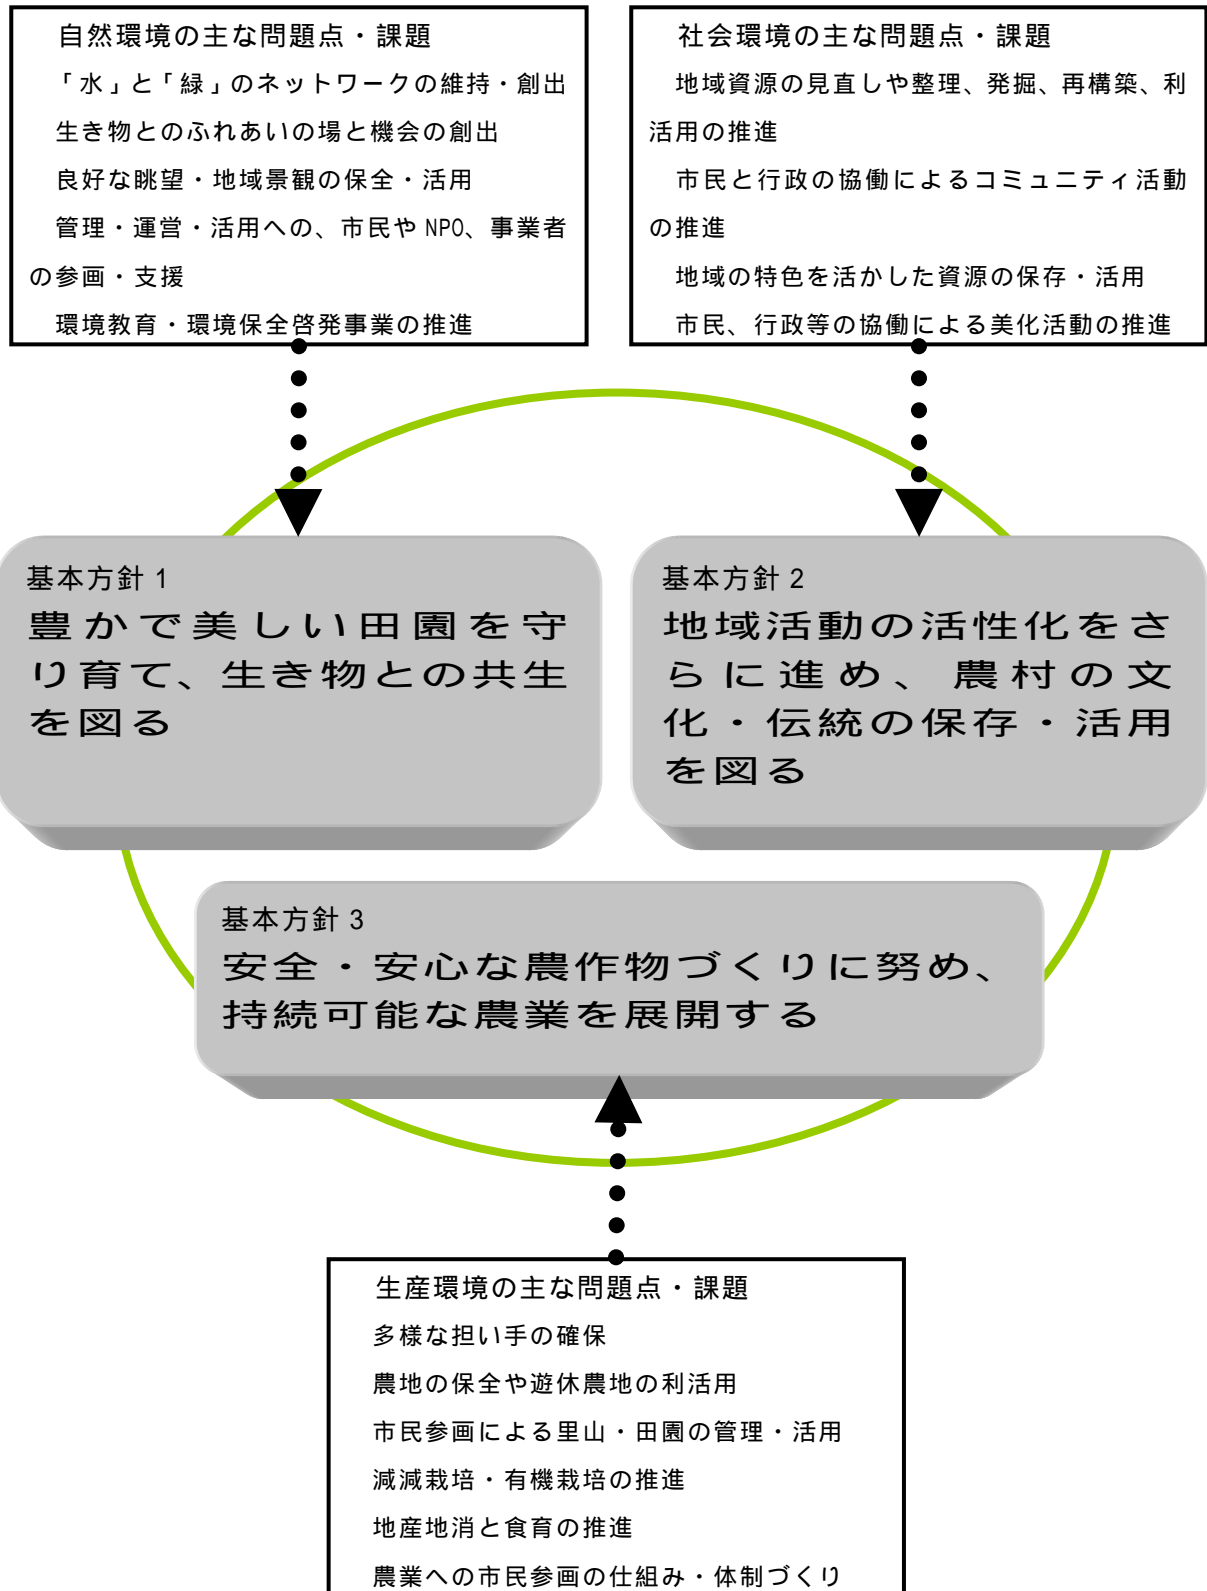 自然環境の主な問題点・課題
「水」と「緑」のネットワークの維持・創出
生き物とのふれあいの場と機会の創出
良好な眺望・地域景観の保全・活用
管理・運営・活用への、市民や NPO、事業者
の参画・支援
環境教育・環境保全啓発事業の推進
社会環境の主な問題点・課題
地域資源の見直しや整理、発掘、再構築、利
活用の推進
市民と行政の協働によるコミュニティ活動
の推進
地域の特色を活かした資源の保存・活用
市民、行政等の協働による美化活動の推進
基本方針 1
豊かで美しい田園を守
り育て、生き物との共生
を図る
基本方針 2
地域活動の活性化をさ
らに進め、農村の文
化・伝統の保存・活用
を図る
基本方針 3
安全・安心な農作物づくりに努め、
持続可能な農業を展開する
生産環境の主な問題点・課題
多様な担い手の確保
農地の保全や遊休農地の利活用
市民参画による里山・田園の管理・活用
減減栽培・有機栽培の推進
地産地消と食育の推進
農業への市民参画の仕組み・体制づくり